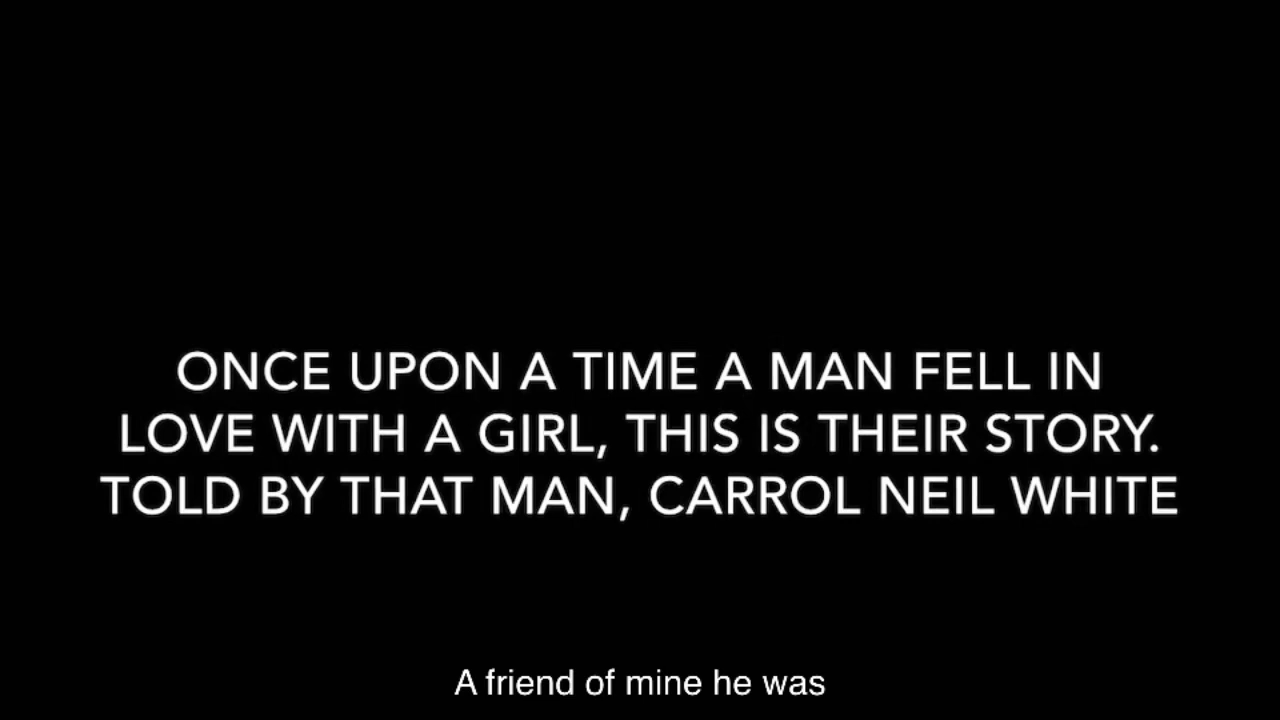 ONCE UPON A TIME A MAN FELL IN
LOVE WITH A GIRL, THIS IS THEIR STORY.
TOLD BY THAT MAN, CARROL NEIL WHITE
A friend of mine he was